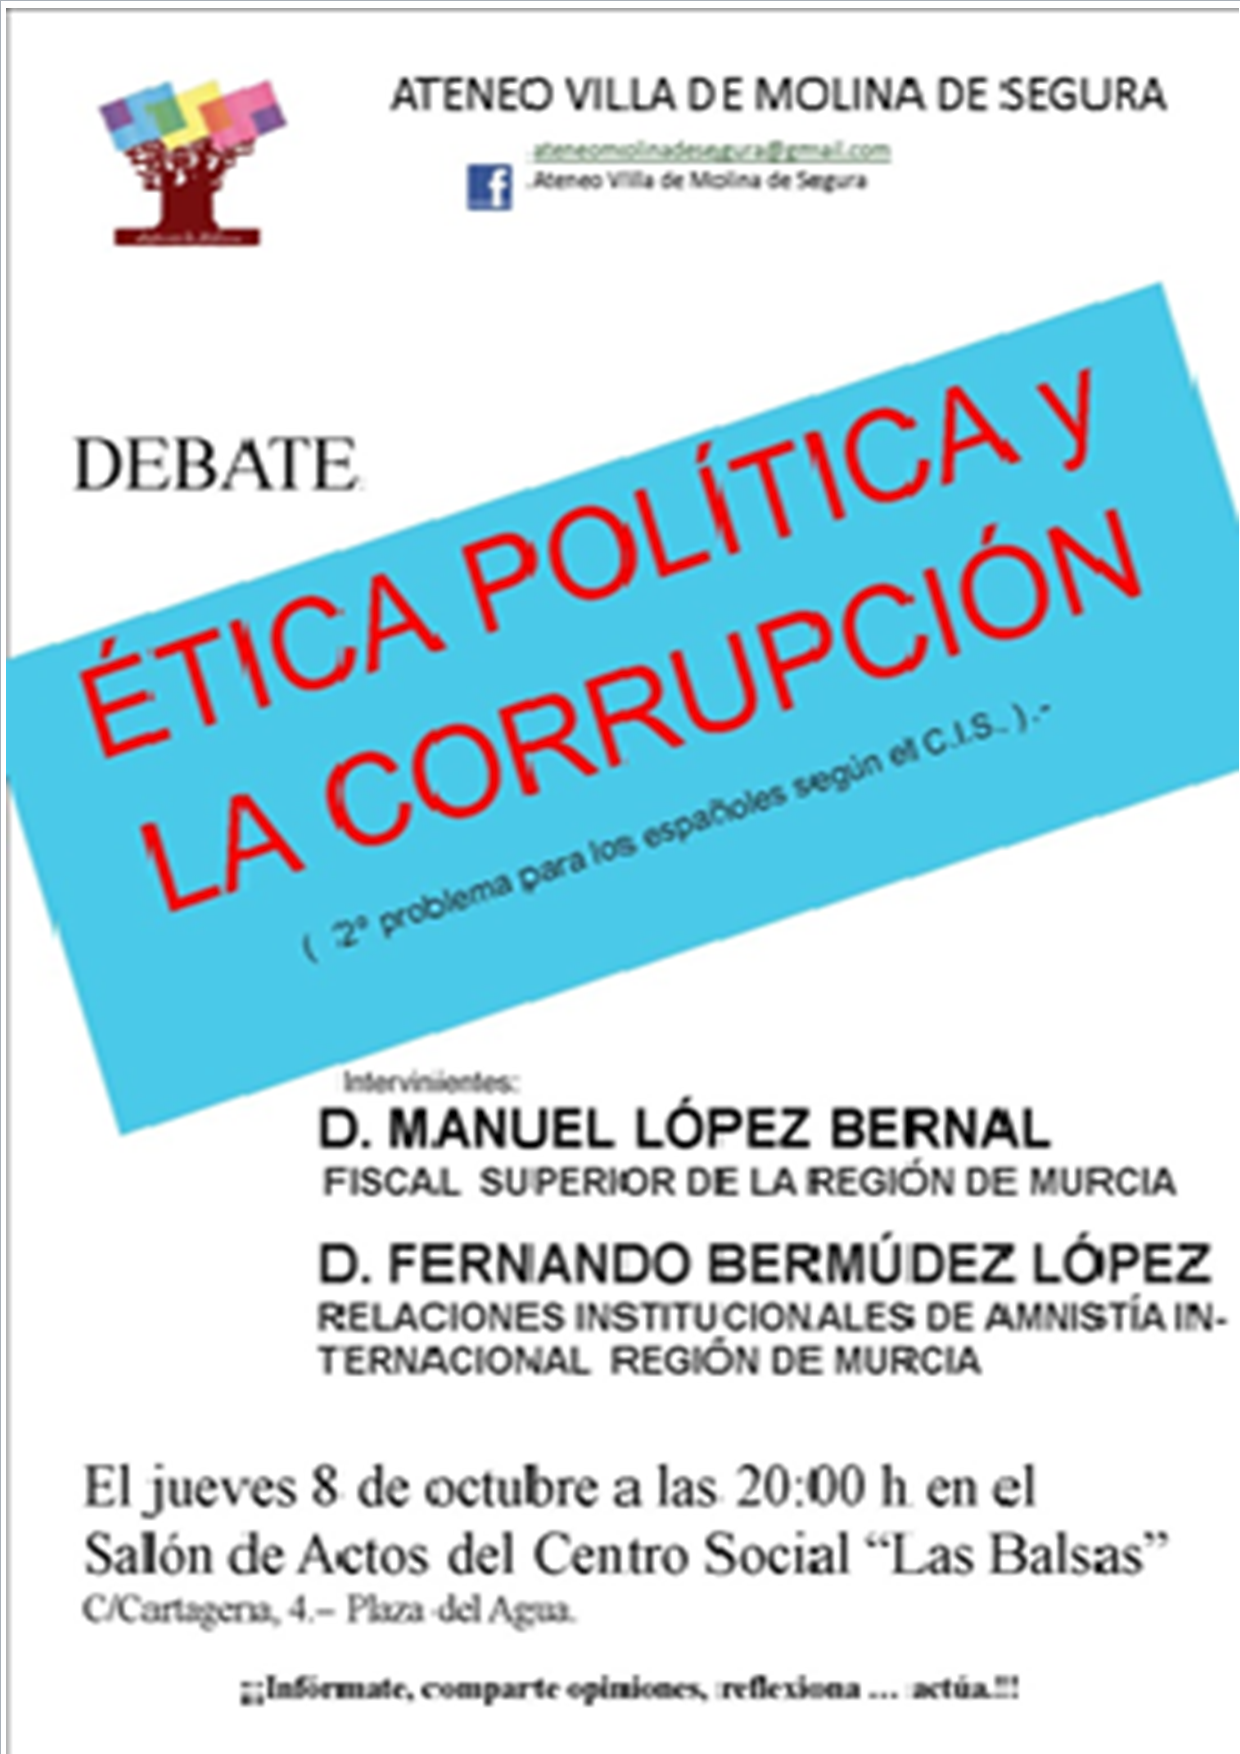 ATENEO VILLA DE MOLINA DE SEGURA
ateneomolinadesegura@gmail.com
Ateneo Villa de Molina de Segura
DEBATE
ÉTICA POLÍTICA y
LA CORRUPCIÓN
( 2º problema para los españoles según el C.I.S. ).-
Intervinientes:
D. MANUEL LÓPEZ BERNAL
FISCAL SUPERIOR DE LA REGIÓN DE MURCIA
D. FERNANDO BERMÚDEZ LÓPEZ
RELACIONES INSTITUCIONALES DE AMNISTÍA IN-
TERNACIONAL REGIÓN DE MURCIA
El jueves 8 de octubre a las 20:00 h en el
Salón de Actos del Centro Social “Las Balsas”
C/Cartagena, 4.– Plaza del Agua.
¡¡¡Infórmate, comparte opiniones, reflexiona … actúa.!!!